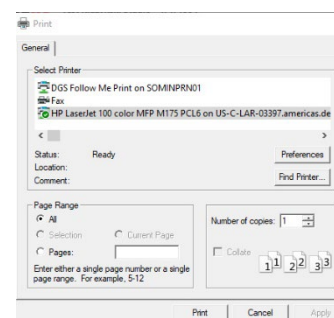 Print
General
Select Printer
DGS Follow Me Print on SOMINPRN01
Fax
HP LaserJet 100 color MFP M175 PCL6 on US-C-LAR-03397.americas.de
Status: Ready Preferences
Location:
Comment: Find Printer...
Page Range
All Number of copies: 1
Selection Current Page
Pages: Collate
Enter either a single page number or a single
page range. For example, 5-12
1 1 2 2 3 3
Print Cancel Apply